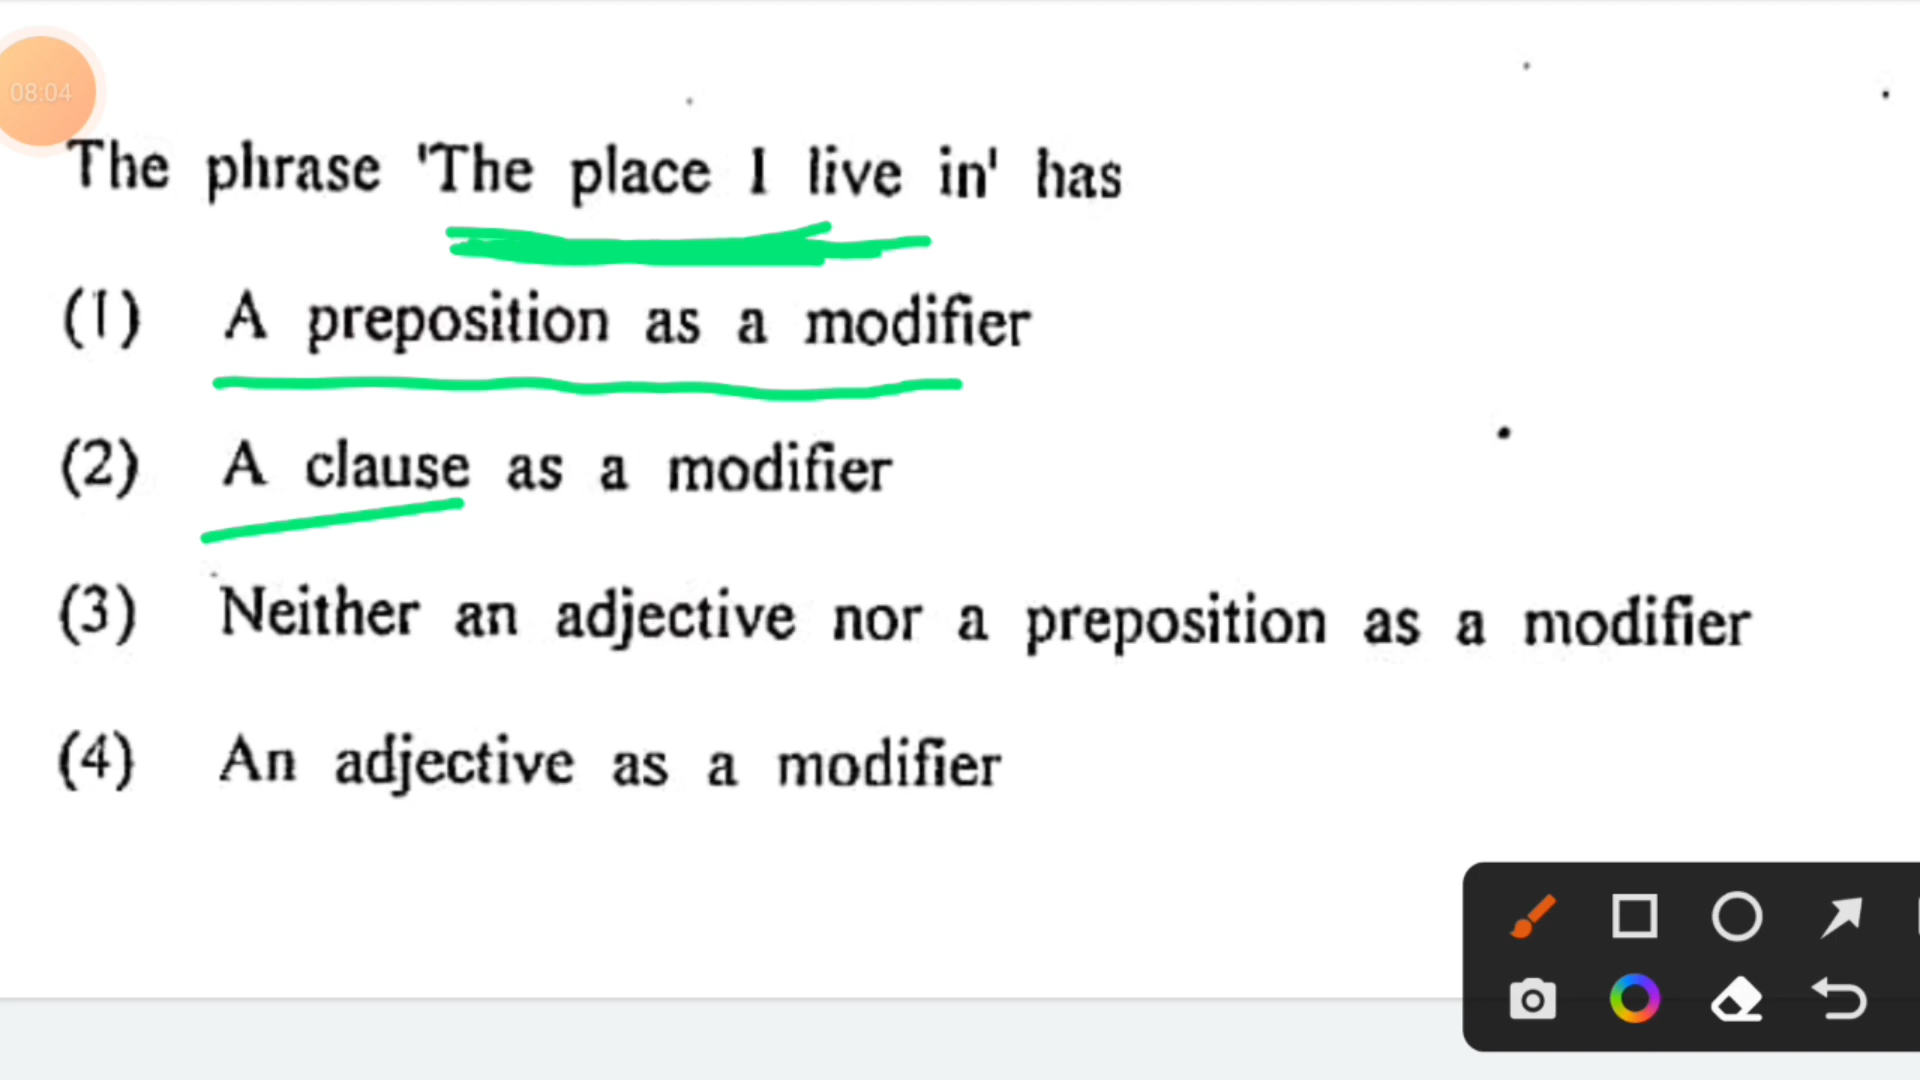 08:04
The phrase 'The place I live in' has
(1) A preposition as a modifier
(2) A clause as a modifier
(3) Neither an adjective nor a preposition as a modifier
(4) An adjective as a modifier